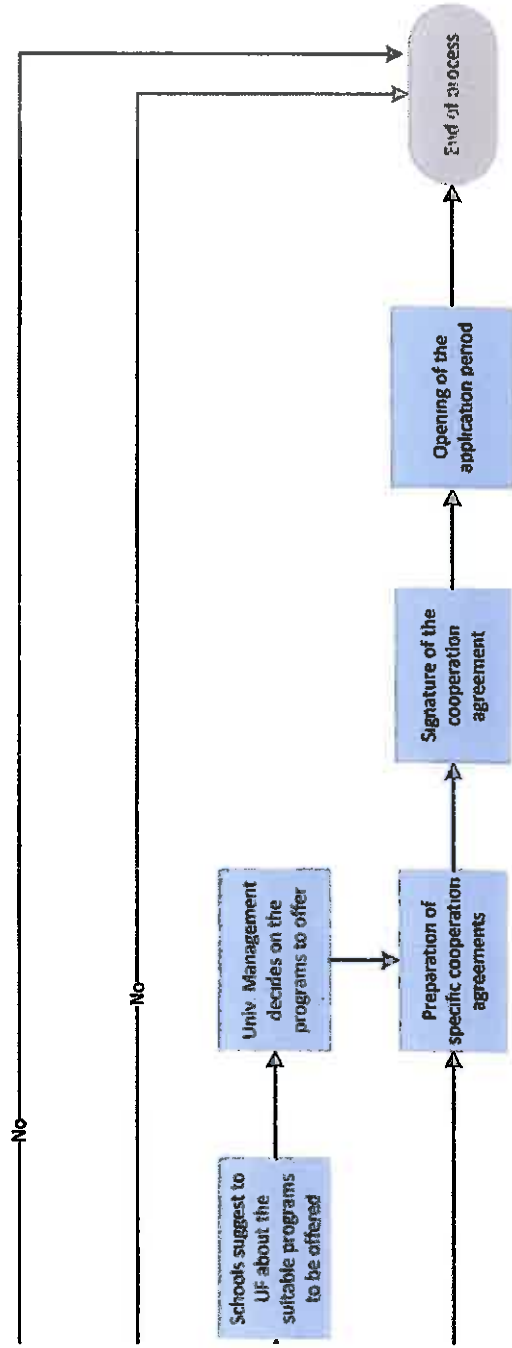 No
No
Schools suggest to
UF about the
suitable programs
to be offered
Univ. Management
decides on the
programs to offer
Preparation of
specific cooperation
agreements
Signature of the
cooperation
agreement
Opening of the
application period
End of process